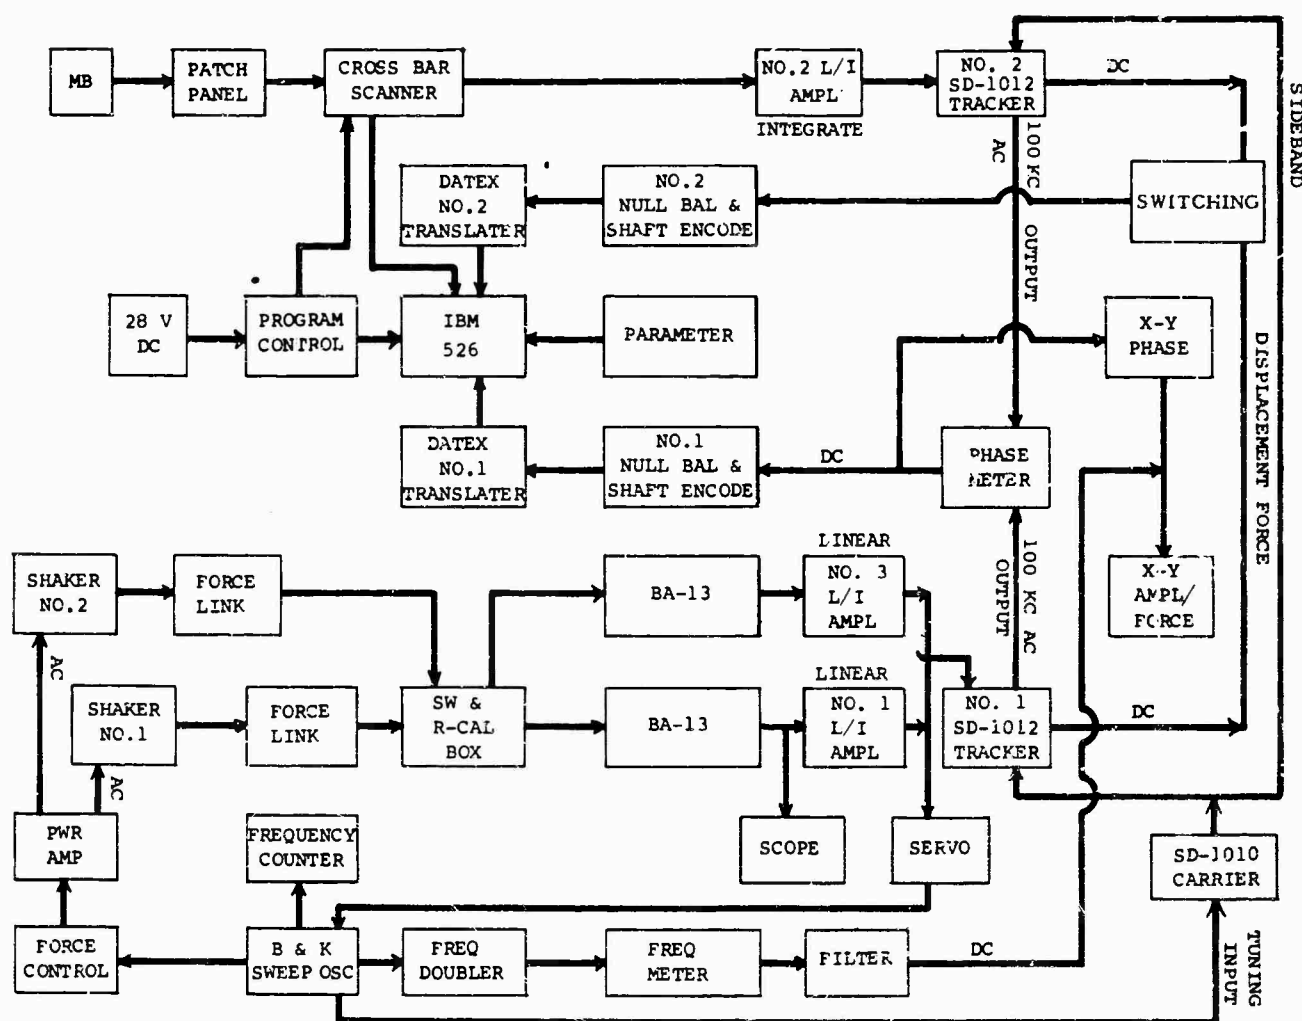 MB
PATCH
PANEL
CROSS BAR
SCANNER
NO.2 L/I
AMPL
INTEGRATE
NO. 2
SD-1012
TRACKER
DC
SIDEBAND
100 KC
AC
OUTPUT
DATEX
NO.2
TRANSLATER
NO.2
NULL BAL &
SHAFT ENCODE
SWITCHING
28 V
DC
PROGRAM
CONTROL
IBM
526
PARAMETER
X-Y
PHASE
DISPLACEMENT FORCE
DATEX
NO.1
TRANSLATER
NO.1
NULL BAL &
SHAFT ENCODE
DC
PHASE
METER
SHAKER
NO.2
FORCE
LINK
BA-13
LINEAR
NO. 3
L/I
AMPL
100 KC AC
OUTPUT
X-Y
AMPL/
FORCE
AC
SHAKER
NO.1
FORCE
LINK
SW &
R-CAL
BOX
BA-13
LINEAR
NO. 1
L/I
AMPL
NO. 1
SD-1012
TRACKER
DC
AC
PWR
AMP
FREQUENCY
COUNTER
SCOPE
SERVO
SD-1010
CARRIER
FORCE
CONTROL
B & K
SWEEP OSC
FREQ
DOUBLER
FREQ
METER
FILTER
DC
TUNING
INPUT